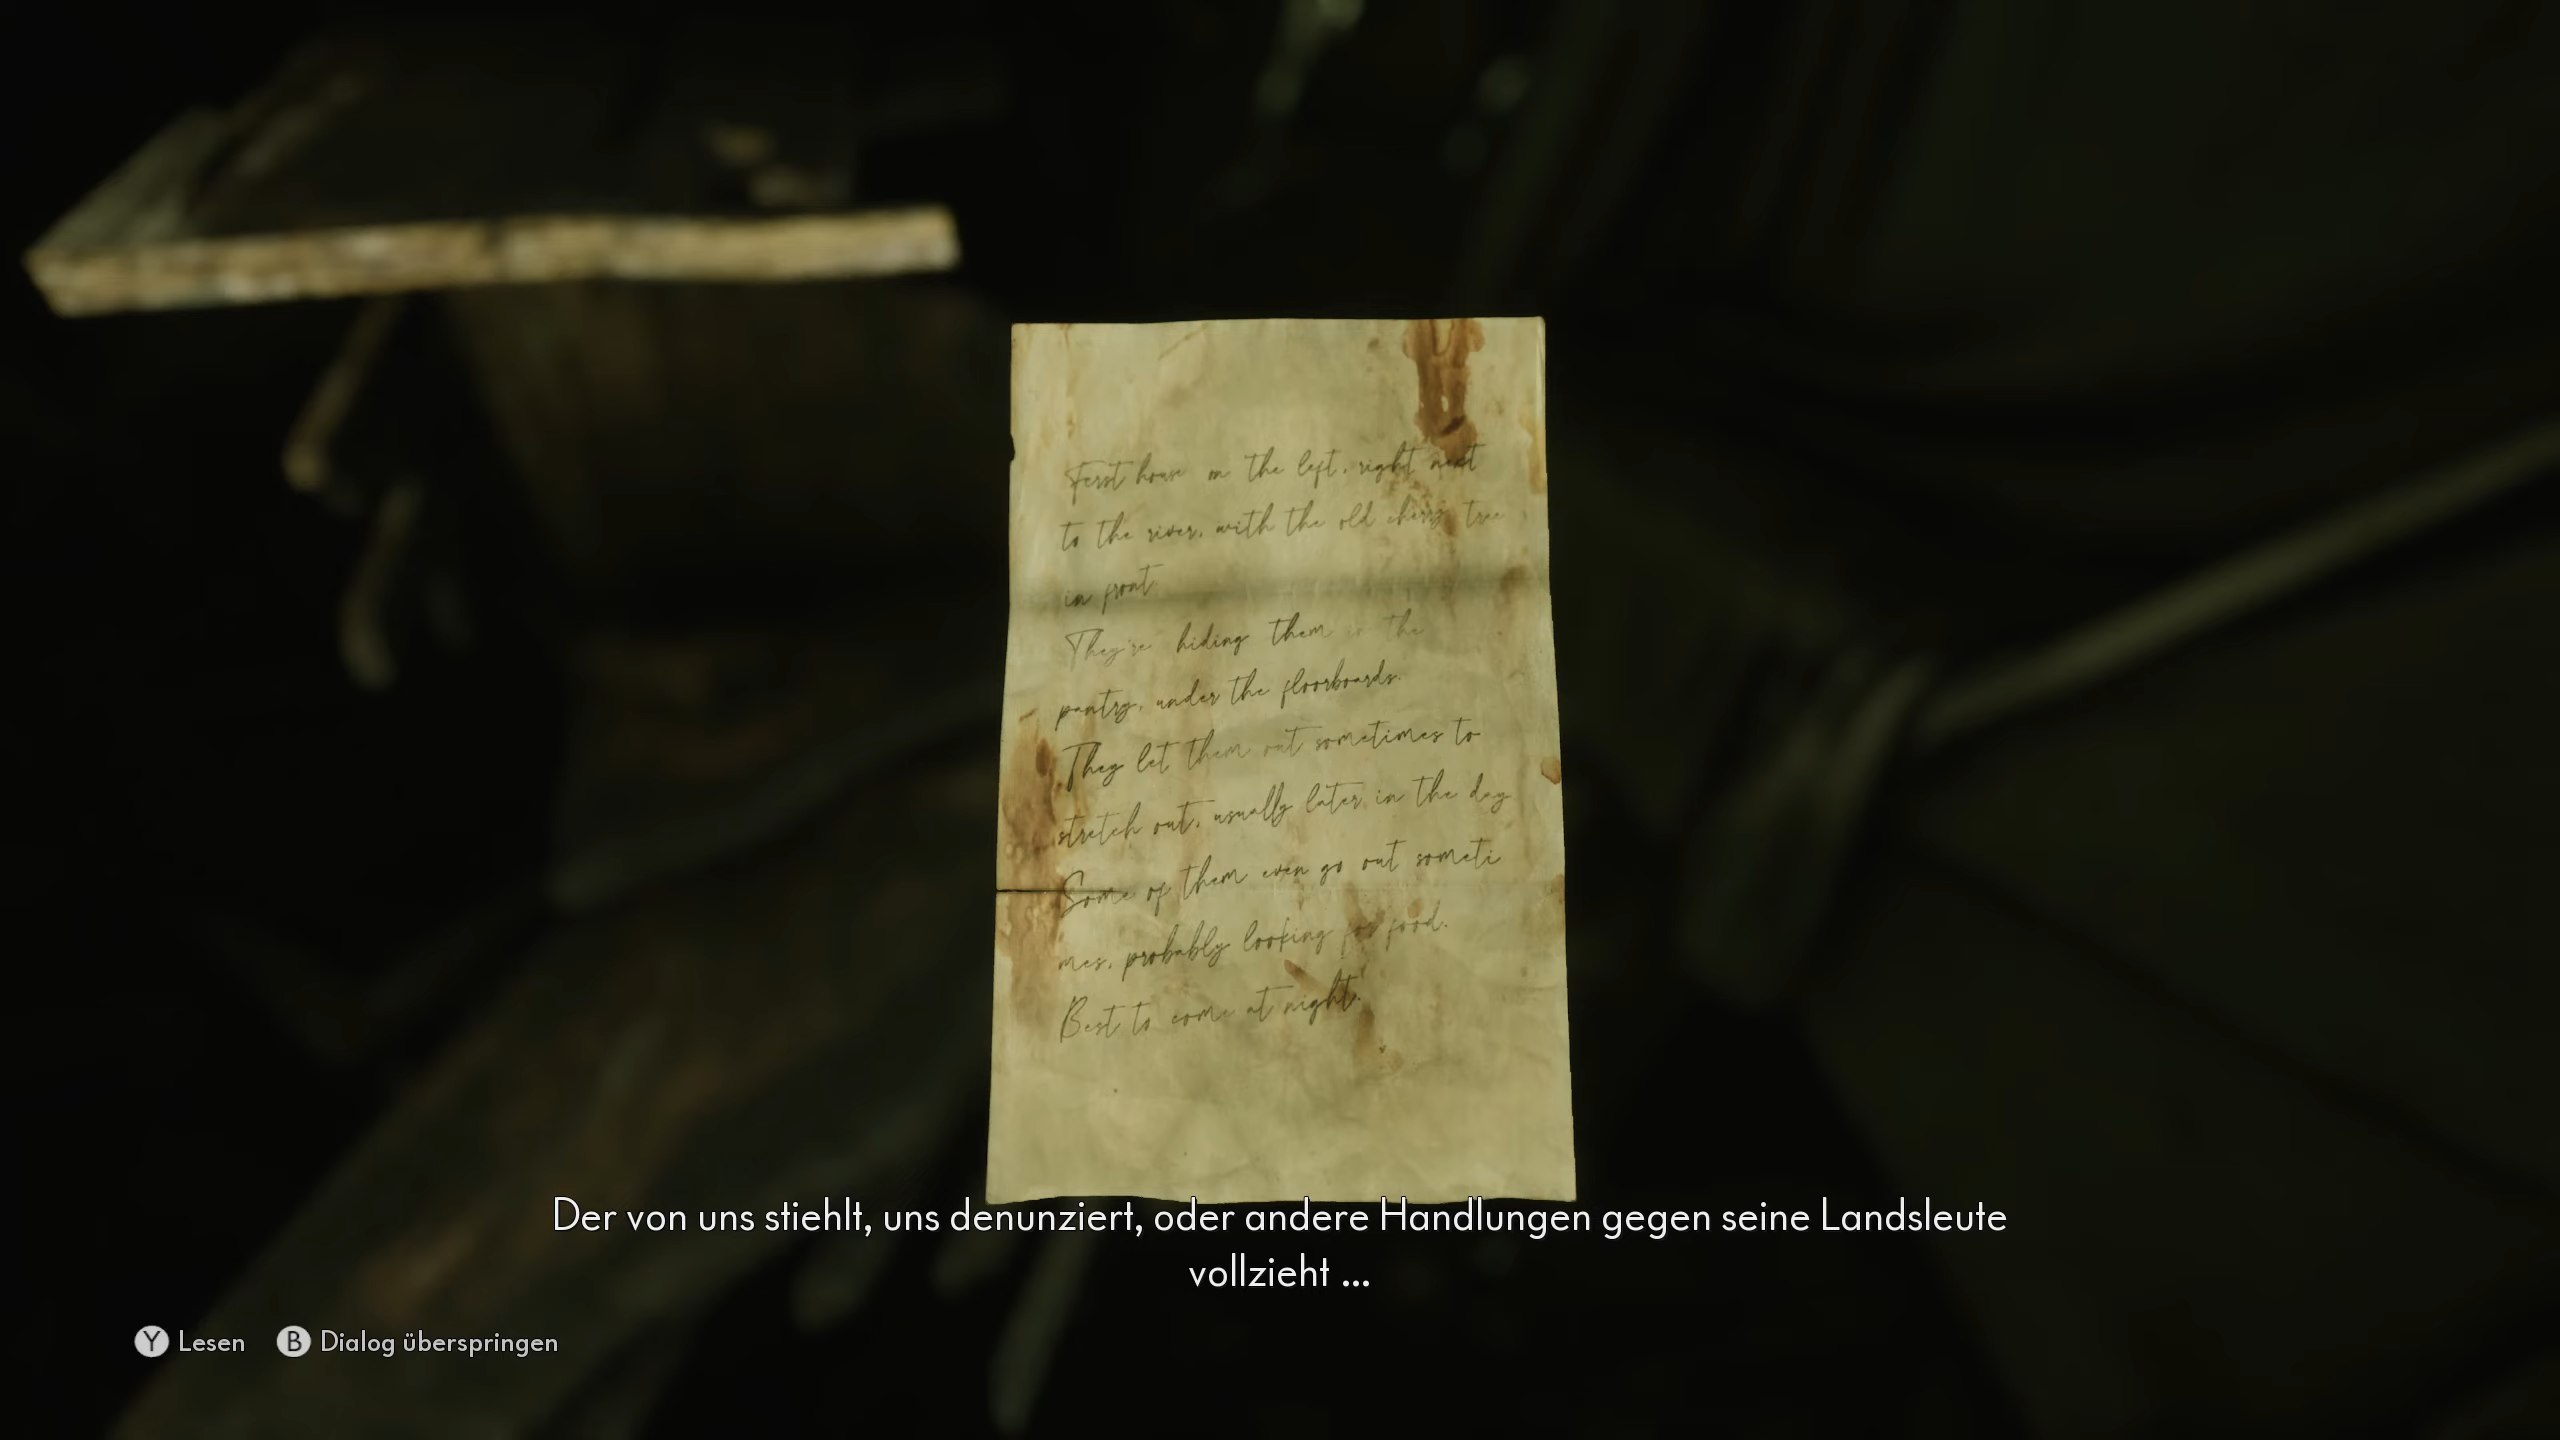 First house on the left, right next
to the river, with the old cherry tree
in front.
They're hiding them in the
pantry, under the floorboards.
They let them out sometimes to
stretch out, usually later in the day
Some of them even go out someti
mes, probably looking for food.
Best to come at night.
Der von uns stiehlt, uns denunziert, oder andere Handlungen gegen seine Landsleute
vollzieht ...
Y Lesen B Dialog überspringen